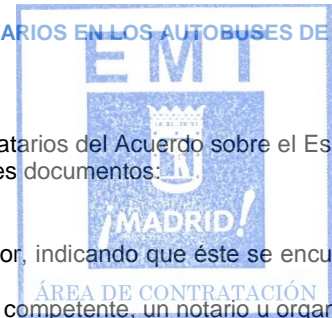 ARIOS EN LOS AUTOBUSES DE
EMT
atarios del Acuerdo sobre el Es
es documentos:
¡MADRID!
or, indicando que éste se encu
ÁREA DE CONTRATACIÓN
competente, un notario u organ